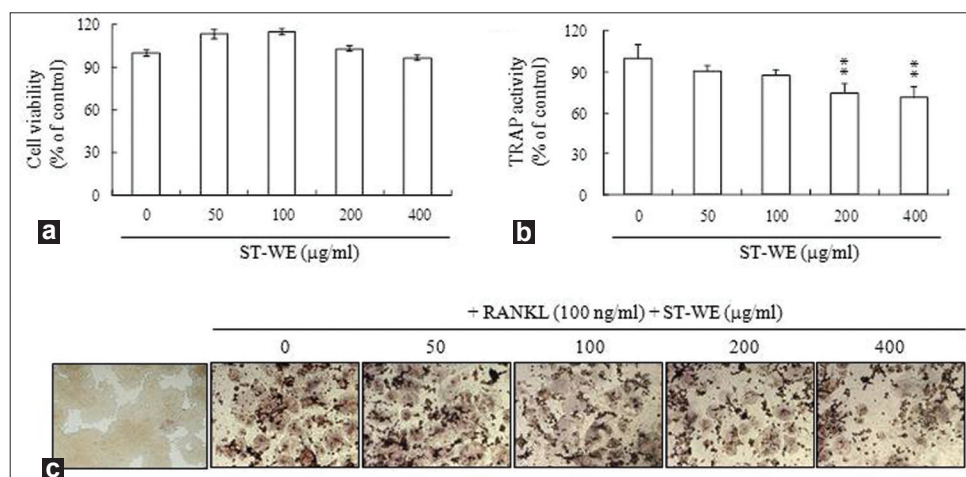 120
90
60
30
0
Cell viability
(% of control)
0 50 100 200 400
ST-WE (μg/ml)
a
120
90
60
30
0
TRAP activity
(% of control)
** **
0 50 100 200 400
ST-WE (μg/ml)
b
+ RANKL (100 ng/ml) + ST-WE (μg/ml)
0 50 100 200 400
c